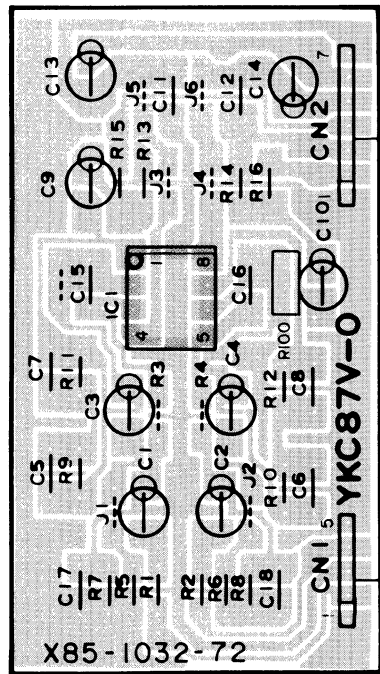 C13
J5
C11
J6
C12
C14
7
CN2
C9
R15
R13
J3
J4
R14
R16
C101
C15
IC1
1
8
4
5
C16
R100
C7
R11
C3
R3
R4
C4
R12
C8
YKC87V-0
C5
R9
J1
C1
C2
J2
R10
C6
5
CN1
1
C17
R7
R5
R1
R2
R6
R8
C18
X85-1032-72